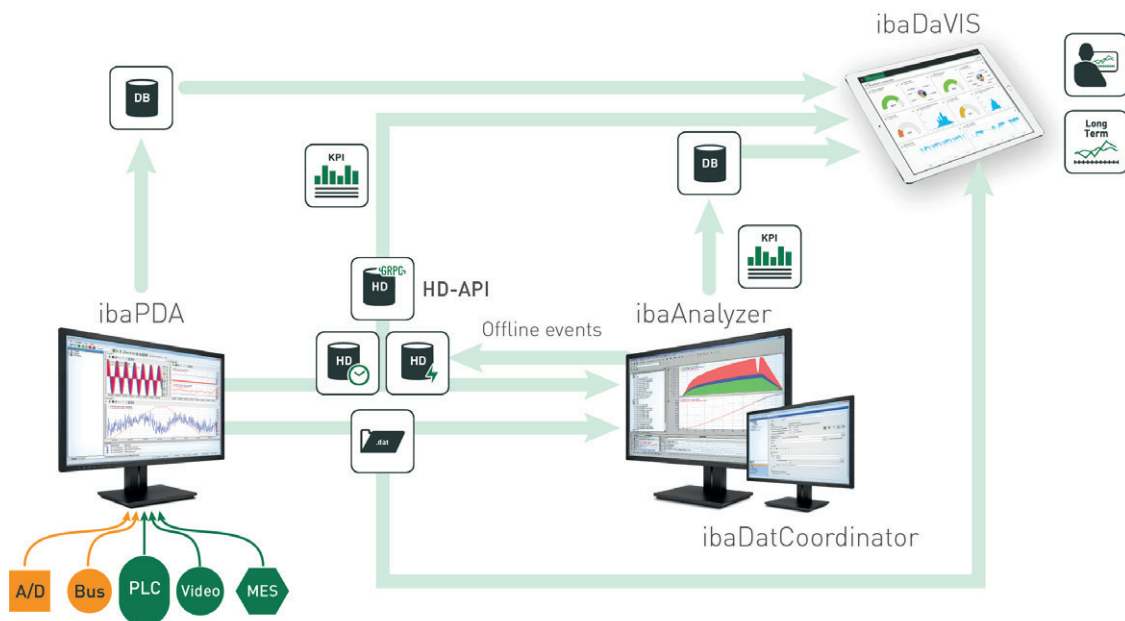 ibaDaVIS
DB
KPI
Long
Term
DB
KPI
GRPC
HD
HD-API
ibaPDA
Offline events
ibaAnalyzer
HD
HD
.dat
ibaDatCoordinator
A/D
Bus
PLC
Video
MES